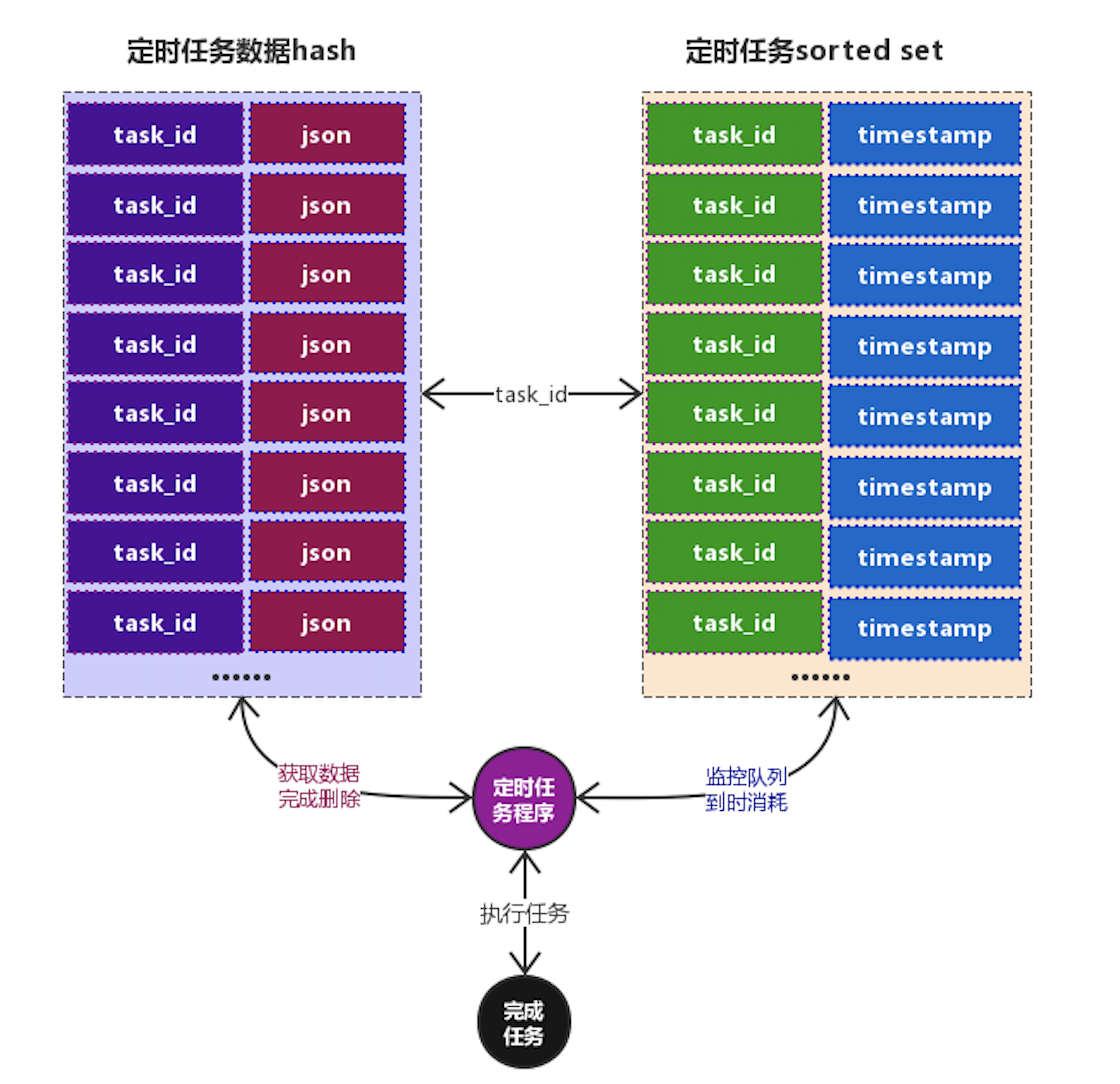 定时任务数据hash
定时任务sorted set
task_id json
task_id json
task_id json
task_id json
task_id json
task_id json
task_id json
task_id json
••••••
task_id
task_id timestamp
task_id timestamp
task_id timestamp
task_id timestamp
task_id timestamp
task_id timestamp
task_id timestamp
task_id timestamp
••••••
获取数据
完成删除
定时任
务程序
监控队列
到时消耗
执行任务
完成
任务